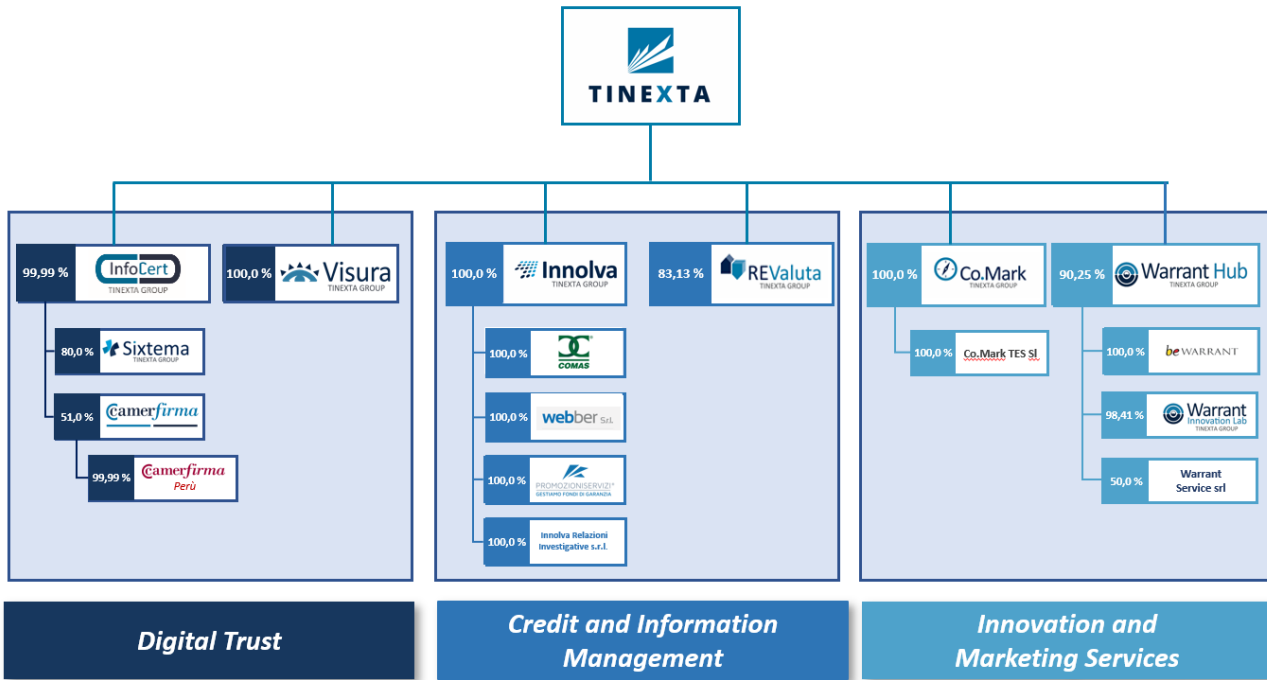 TINEXTA
99,99 %
InfoCert
TINEXTA GROUP
100,0 %
Visura
TINEXTA GROUP
80,0 %
Sixtema
TINEXTA GROUP
51,0 %
Camerfirma
99,99 %
Camerfirma
Perù
100,0 %
Innolva
TINEXTA GROUP
83,13 %
REValuta
TINEXTA GROUP
100,0 %
COMAS
100,0 %
webber S.r.l.
100,0 %
PROMOZIONISERVIZI
GESTIAMO FONDI DI GARANZIA
100,0 %
Innolva Relazioni
Investigative s.r.l.
100,0 %
Co.Mark
TINEXTA GROUP
90,25 %
Warrant Hub
TINEXTA GROUP
100,0 %
Co.Mark TES Sl
100,0 %
beWARRANT
98,41 %
Warrant
Innovation Lab
TINEXTA GROUP
50,0 %
Warrant
Service srl
Digital Trust
Credit and Information
Management
Innovation and
Marketing Services